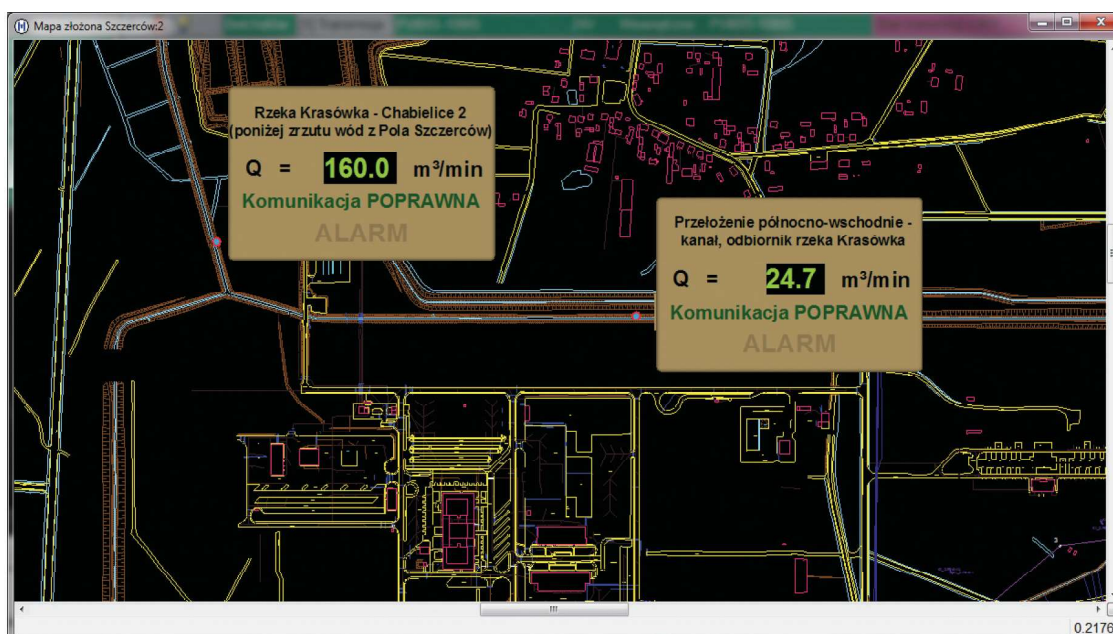 Mapa złożona Szczerców:2
Rzeka Krasówka - Chabielice 2
(poniżej zrzutu wód z Pola Szczerców)
Q = 160.0 m³/min
Komunikacja POPRAWNA
ALARM
Przełożenie północno-wschodnie -
kanał, odbiornik rzeka Krasówka
Q = 24.7 m³/min
Komunikacja POPRAWNA
ALARM
3
0.2176